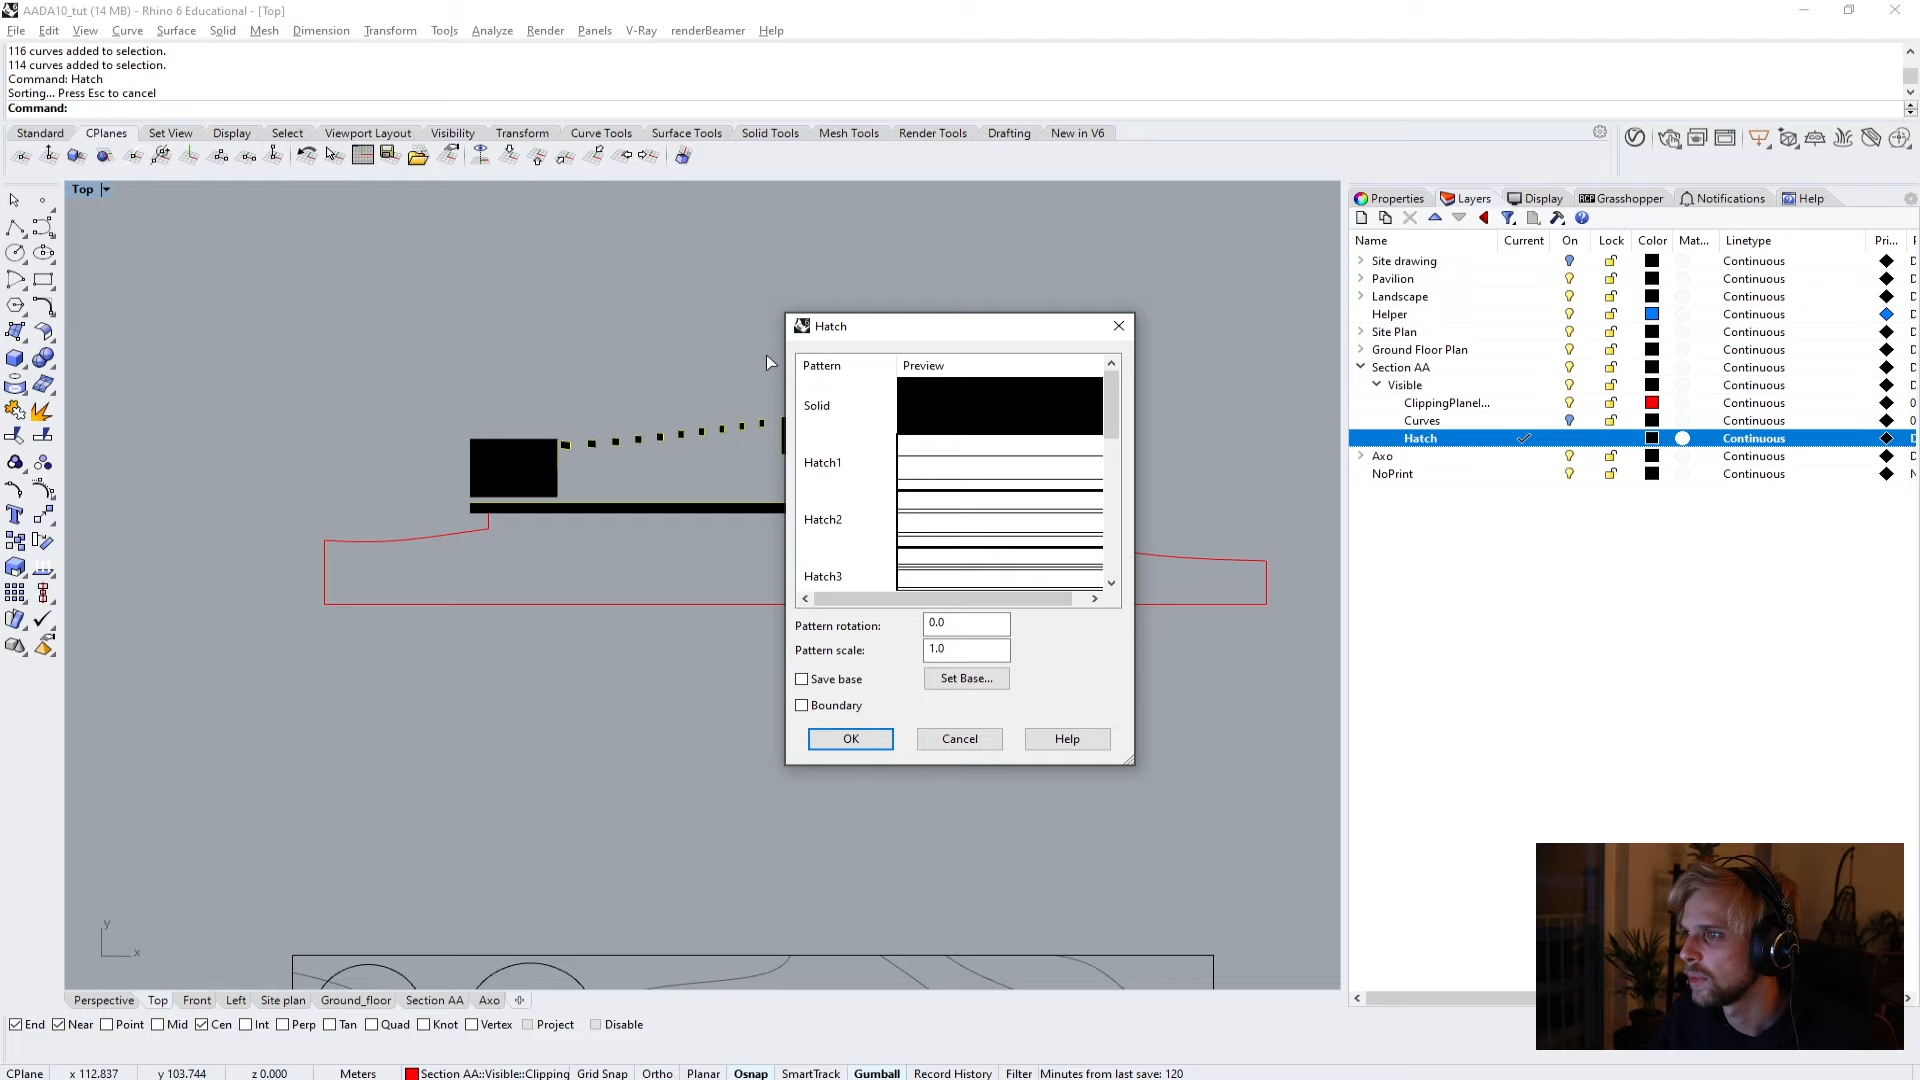 AADA10_tut (14 MB) - Rhino 6 Educational - [Top]
File Edit View Curve Surface Solid Mesh Dimension Transform Tools Analyze Render Panels V-Ray renderBeamer Help
116 curves added to selection.
114 curves added to selection.
Command: Hatch
Sorting... Press Esc to cancel
Command:
Standard CPlanes Set View Display Select Viewport Layout Visibility Transform Curve Tools Surface Tools Solid Tools Mesh Tools Render Tools Drafting New in V6
Top
Properties Layers Display Grasshopper Notifications Help
Name Current On Lock Color Mat... Linetype Pri...
Site drawing Continuous
Pavilion Continuous
Landscape Continuous
Helper Continuous
Site Plan Continuous
Ground Floor Plan Continuous
Section AA Continuous
Visible Continuous
ClippingPlaneI... Continuous
Curves Continuous
Hatch Continuous
Axo Continuous
NoPrint Continuous
Hatch
Pattern Preview
Solid
Hatch1
Hatch2
Hatch3
Pattern rotation: 0.0
Pattern scale: 1.0
Save base Set Base...
Boundary
OK Cancel Help
y
x
Perspective Top Front Left Site plan Ground_floor Section AA Axo
End Near Point Mid Cen Int Perp Tan Quad Knot Vertex Project Disable
CPlane x 112.837 y 103.744 z 0.000 Meters Section AA::Visible::Clipping Grid Snap Ortho Planar Osnap SmartTrack Gumball Record History Filter Minutes from last save: 120